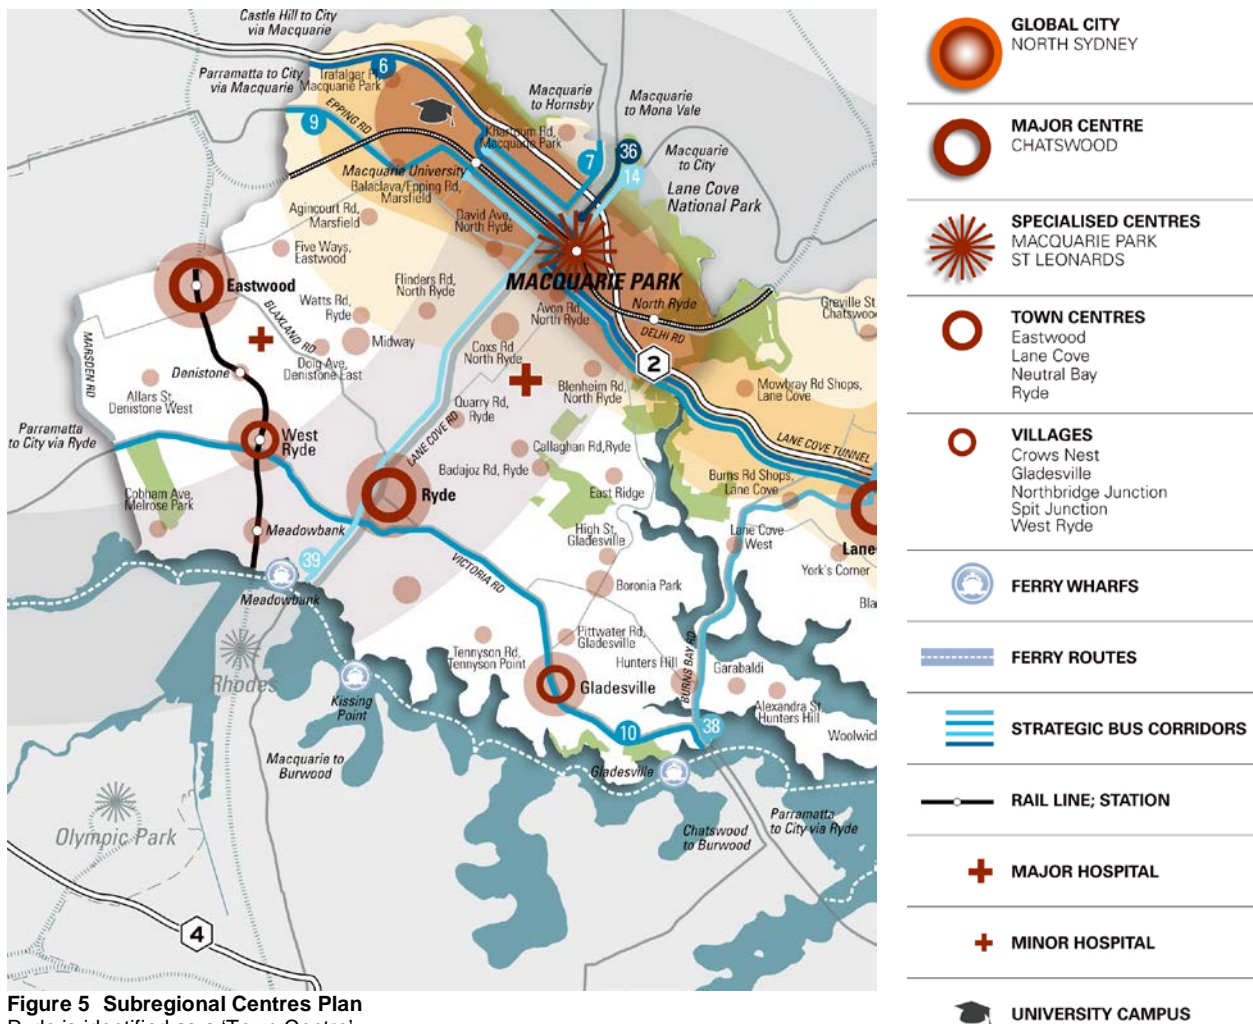 Castle Hill to City
via Macquarie
Parramatta to City
via Macquarie
6
Trafalgar Pl,
Macquarie Park
Macquarie
to Hornsby
Macquarie
to Mona Vale
9
EPPING RD
Khartoum Rd,
Macquarie Park
7
36
14
Macquarie
to City
Lane Cove
National Park
Macquarie University
Balaclava/Epping Rd,
Marsfield
Agincourt Rd,
Marsfield
David Ave,
North Ryde
Five Ways,
Eastwood
Eastwood
Flinders Rd,
North Ryde
MACQUARIE PARK
BLAXLAND RD
Watts Rd,
Ryde
Midway
Avon Rd,
North Ryde
North Ryde
DELHI RD
Greville St,
Chatswood
MARSDEN RD
Denistone
Doig Ave,
Denistone East
Coxs Rd
North Ryde
2
Allars St,
Denistone West
Blenheim Rd,
North Ryde
Mowbray Rd Shops,
Lane Cove
Quarry Rd,
Ryde
Parramatta
to City via Ryde
West
Ryde
LANE COVE RD
Callaghan Rd,Ryde
LANE COVE TUNNEL
Badajoz Rd, Ryde
Burns Rd Shops,
Lane Cove
Cobham Ave,
Melrose Park
Ryde
East Ridge
Meadowbank
High St,
Gladesville
Lane Cove
West
Lane
39
VICTORIA RD
York's Corner
Meadowbank
Boronia Park
Bla
Pittwater Rd,
Gladesville
Tennyson Rd,
Tennyson Point
Hunters Hill
BURNS BAY RD
Garabaldi
Rhodes
Gladesville
Kissing
Point
Alexandra St,
Hunters Hill
10
38
Woolwich
Macquarie to
Burwood
Gladesville
Olympic Park
Chatswood
to Burwood
Parramatta
to City via Ryde
4
GLOBAL CITY
NORTH SYDNEY
MAJOR CENTRE
CHATSWOOD
SPECIALISED CENTRES
MACQUARIE PARK
ST LEONARDS
TOWN CENTRES
Eastwood
Lane Cove
Neutral Bay
Ryde
VILLAGES
Crows Nest
Gladesville
Northbridge Junction
Spit Junction
West Ryde
FERRY WHARFS
FERRY ROUTES
STRATEGIC BUS CORRIDORS
RAIL LINE; STATION
MAJOR HOSPITAL
MINOR HOSPITAL
UNIVERSITY CAMPUS
Figure 5 Subregional Centres Plan
Ryde is identified as a 'Town Centre'